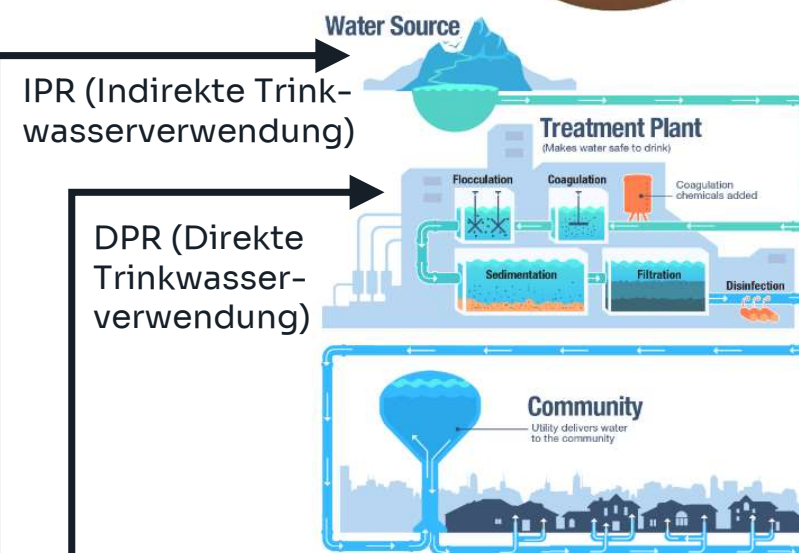 Water Source
IPR (Indirekte Trink-
wasserverwendung)
Treatment Plant
(Makes water safe to drink)
Flocculation
Coagulation
Coagulation
chemicals added
DPR (Direkte
Trinkwasser-
verwendung)
Sedimentation
Filtration
Disinfection
Community
Utility delivers water
to the community